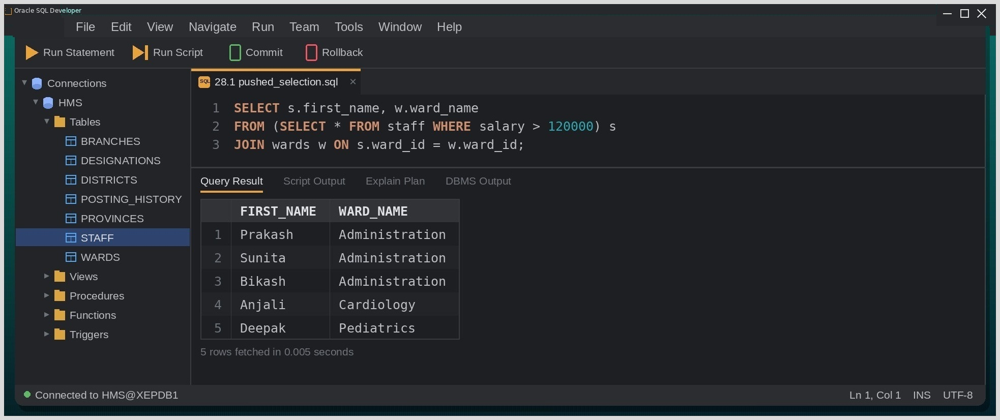 Oracle SQL Developer
File Edit View Navigate Run Team Tools Window Help
Run Statement Run Script Commit Rollback
Connections
HMS
Tables
BRANCHES
DESIGNATIONS
DISTRICTS
POSTING_HISTORY
PROVINCES
STAFF
WARDS
Views
Procedures
Functions
Triggers
SQL 28.1 pushed_selection.sql
1 SELECT s.first_name, w.ward_name
2 FROM (SELECT * FROM staff WHERE salary > 120000) s
3 JOIN wards w ON s.ward_id = w.ward_id;
Query Result Script Output Explain Plan DBMS Output
FIRST_NAME WARD_NAME
1 Prakash Administration
2 Sunita Administration
3 Bikash Administration
4 Anjali Cardiology
5 Deepak Pediatrics
5 rows fetched in 0.005 seconds
Connected to HMS@XEPDB1 Ln 1, Col 1 INS UTF-8